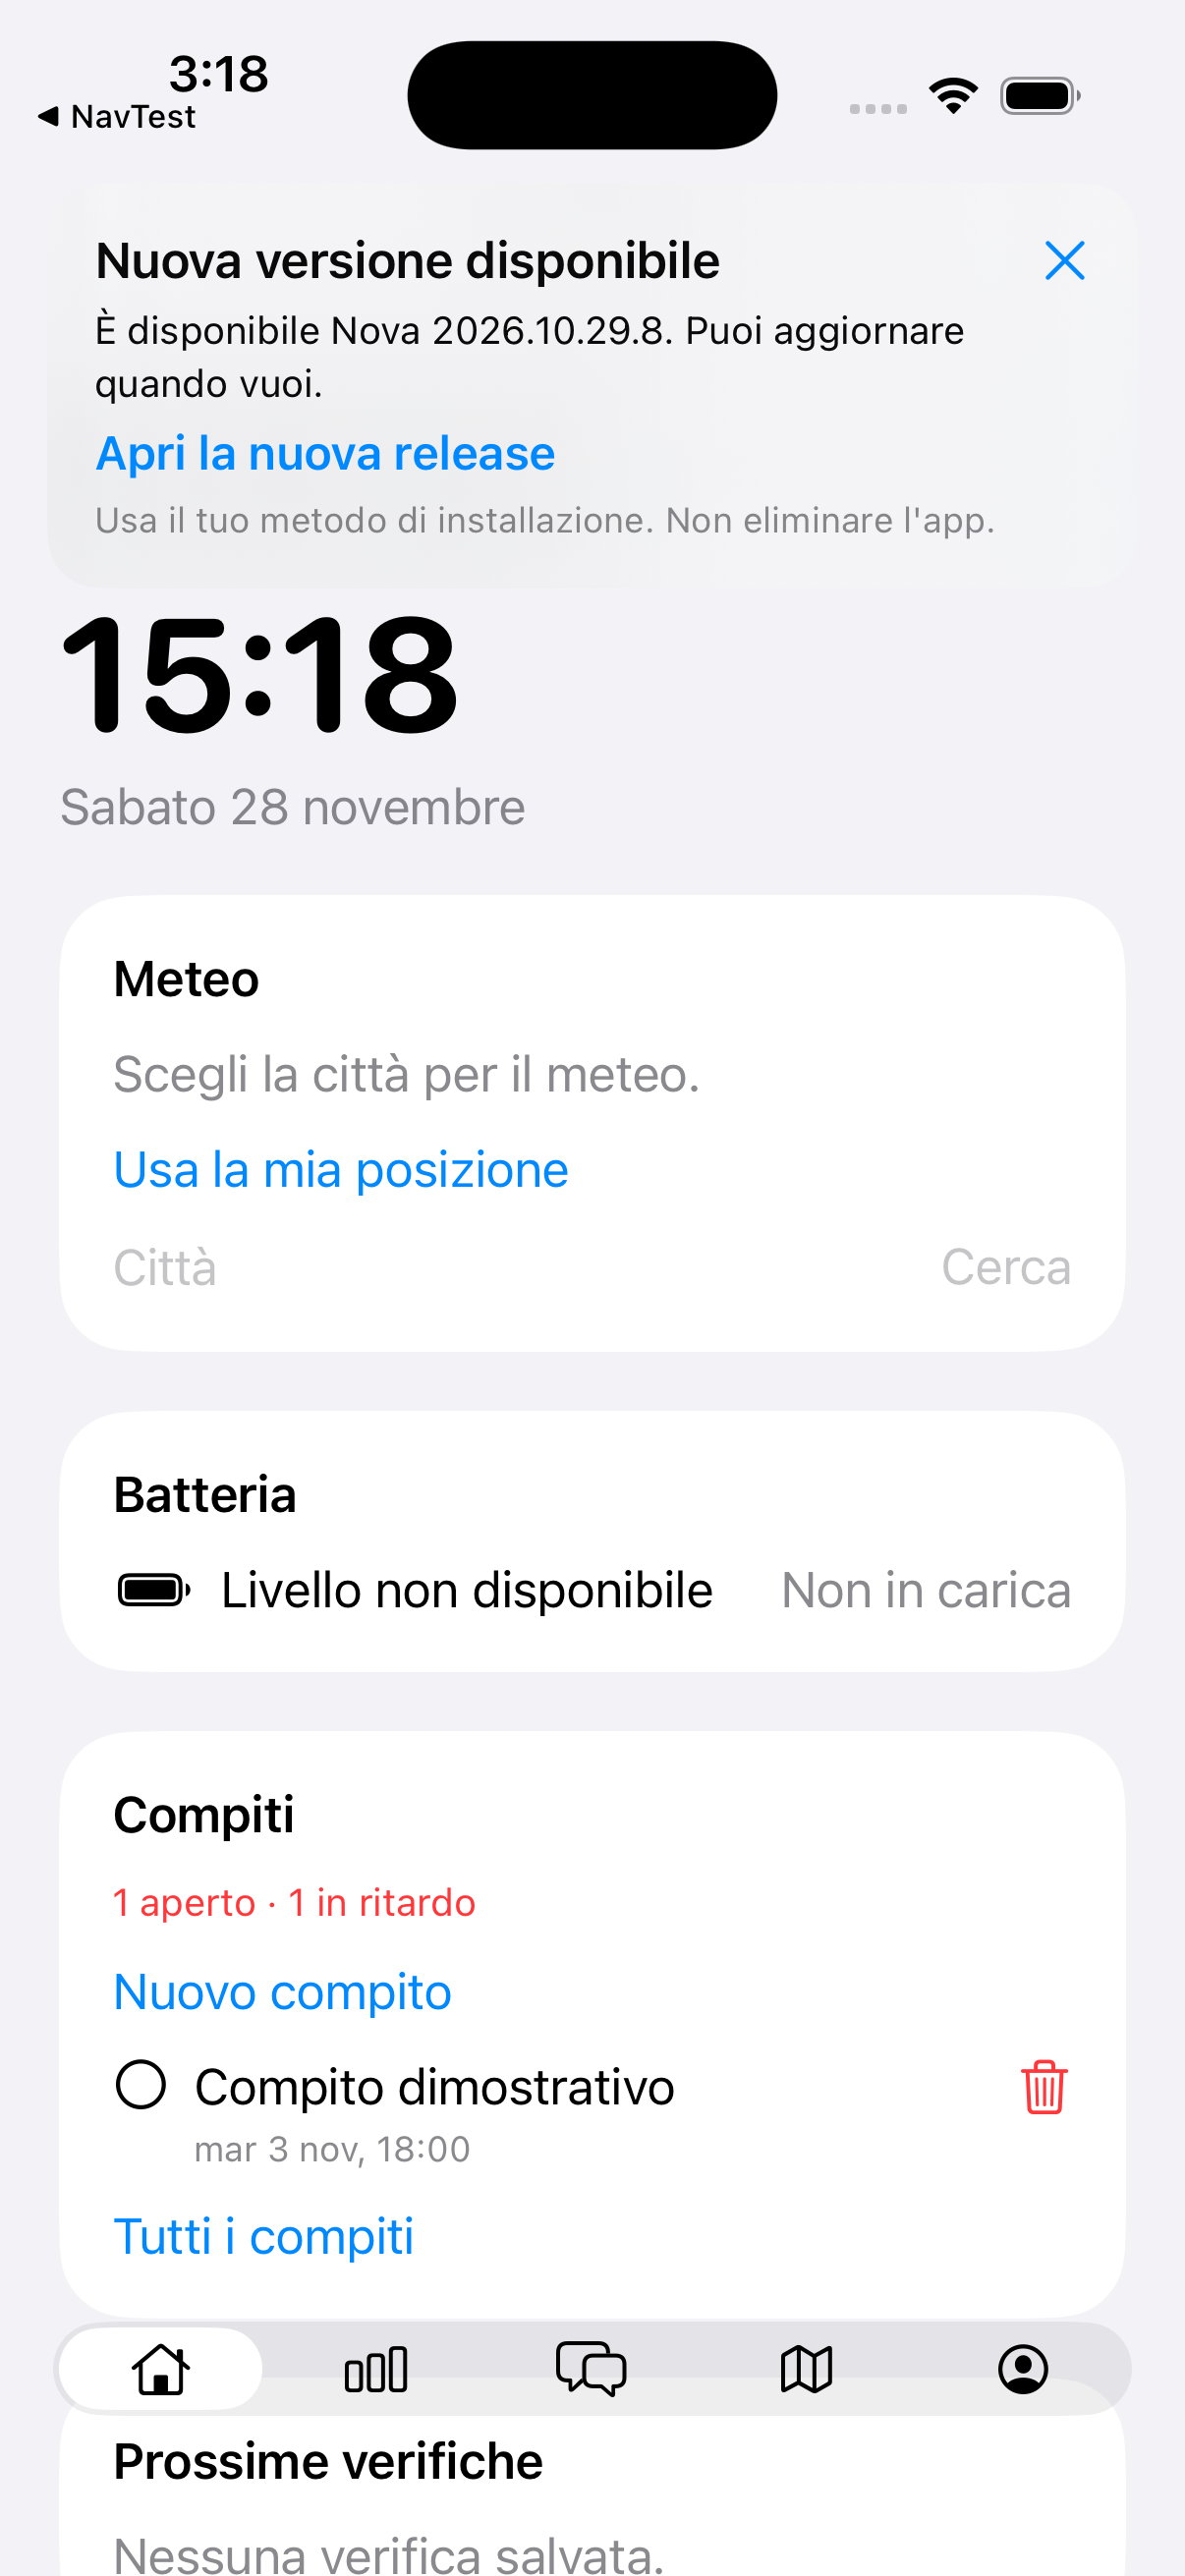 3:18
◀ NavTest
Nuova versione disponibile
È disponibile Nova 2026.10.29.8. Puoi aggiornare
quando vuoi.
Apri la nuova release
Usa il tuo metodo di installazione. Non eliminare l'app.
15:18
Sabato 28 novembre
Meteo
Scegli la città per il meteo.
Usa la mia posizione
Città Cerca
Batteria
Livello non disponibile Non in carica
Compiti
1 aperto · 1 in ritardo
Nuovo compito
Compito dimostrativo
mar 3 nov, 18:00
Tutti i compiti
Prossime verifiche
Nessuna verifica salvata.